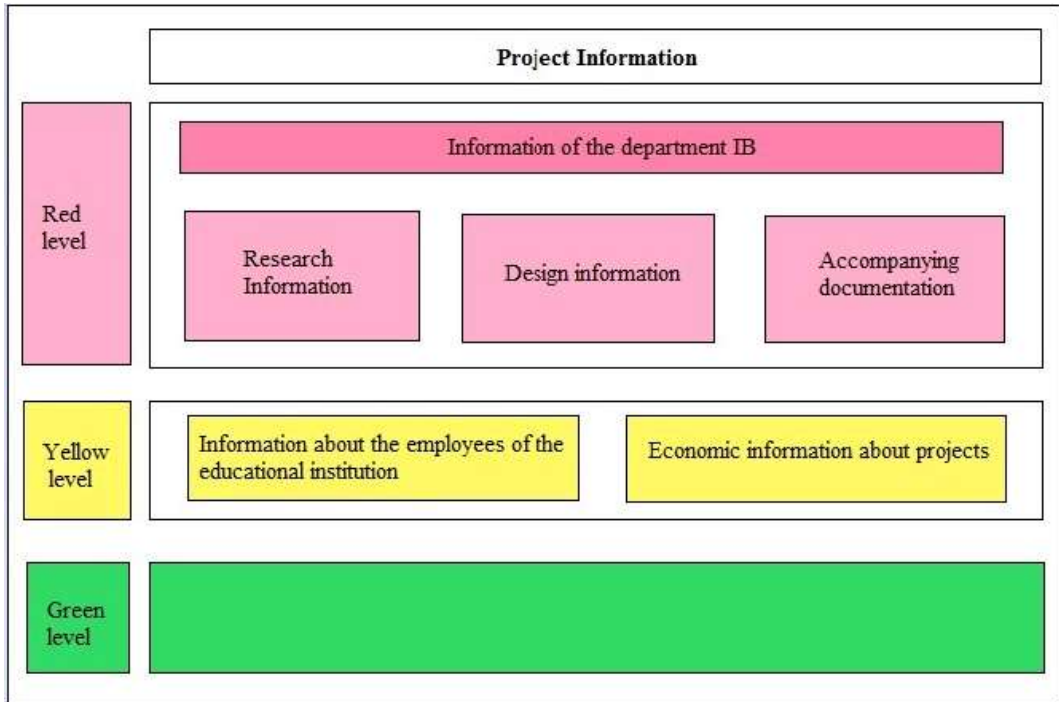 Project Information
Red
level
Information of the department IB
Research
Information
Design information
Accompanying
documentation
Yellow
level
Information about the employees of the
educational institution
Economic information about projects
Green
level